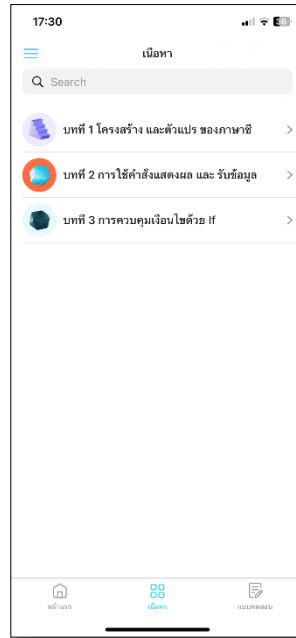 17:30
36
เนื้อหา
Search
บทที่ 1 โครงสร้าง และตัวแปร ของภาษาซี
บทที่ 2 การใช้คำสั่งแสดงผล และ รับข้อมูล
บทที่ 3 การควบคุมเงื่อนไขด้วย If
หน้าแรก
เนื้อหา
แบบทดสอบ